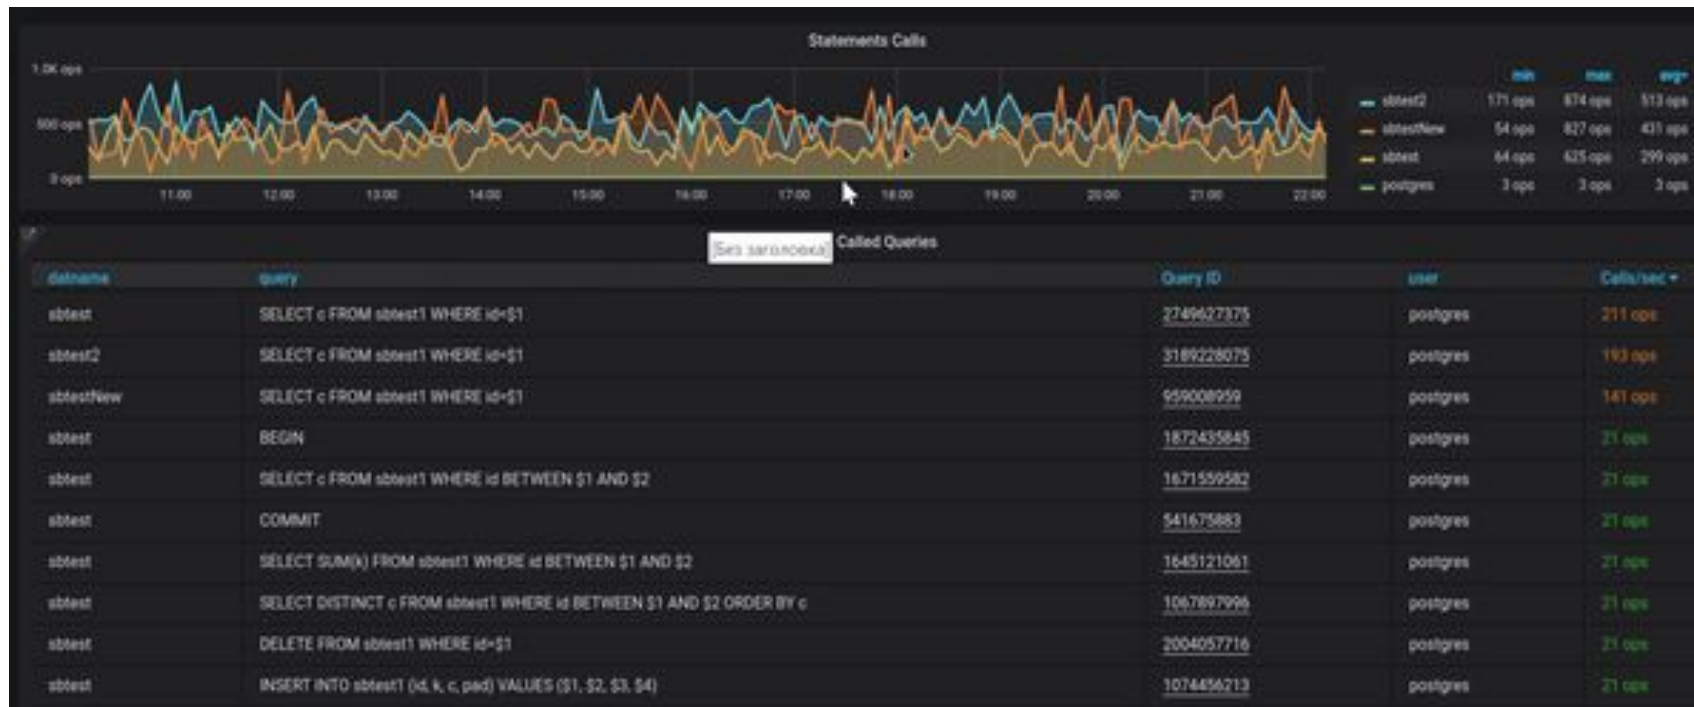 Statements Calls
1.0K ops
500 ops
0 ops
11:00 12:00 13:00 14:00 15:00 16:00 17:00 18:00 19:00 20:00 21:00 22:00
min max avg
sbtest2 171 ops 874 ops 513 ops
sbtestNew 54 ops 827 ops 431 ops
sbtest 64 ops 625 ops 299 ops
postgres 3 ops 3 ops 3 ops
[Без заголовка] Called Queries
datname query Query ID user Calls/sec
sbtest SELECT c FROM sbtest1 WHERE id=$1 2749627375 postgres 211 ops
sbtest2 SELECT c FROM sbtest1 WHERE id=$1 3189228075 postgres 193 ops
sbtestNew SELECT c FROM sbtest1 WHERE id=$1 959008959 postgres 141 ops
sbtest BEGIN 1872435845 postgres 21 ops
sbtest SELECT c FROM sbtest1 WHERE id BETWEEN $1 AND $2 1671559582 postgres 21 ops
sbtest COMMIT 541675883 postgres 21 ops
sbtest SELECT SUM(k) FROM sbtest1 WHERE id BETWEEN $1 AND $2 1645121061 postgres 21 ops
sbtest SELECT DISTINCT c FROM sbtest1 WHERE id BETWEEN $1 AND $2 ORDER BY c 1067897996 postgres 21 ops
sbtest DELETE FROM sbtest1 WHERE id=$1 2004057716 postgres 21 ops
sbtest INSERT INTO sbtest1 (id, k, c, pad) VALUES ($1, $2, $3, $4) 1074456213 postgres 21 ops